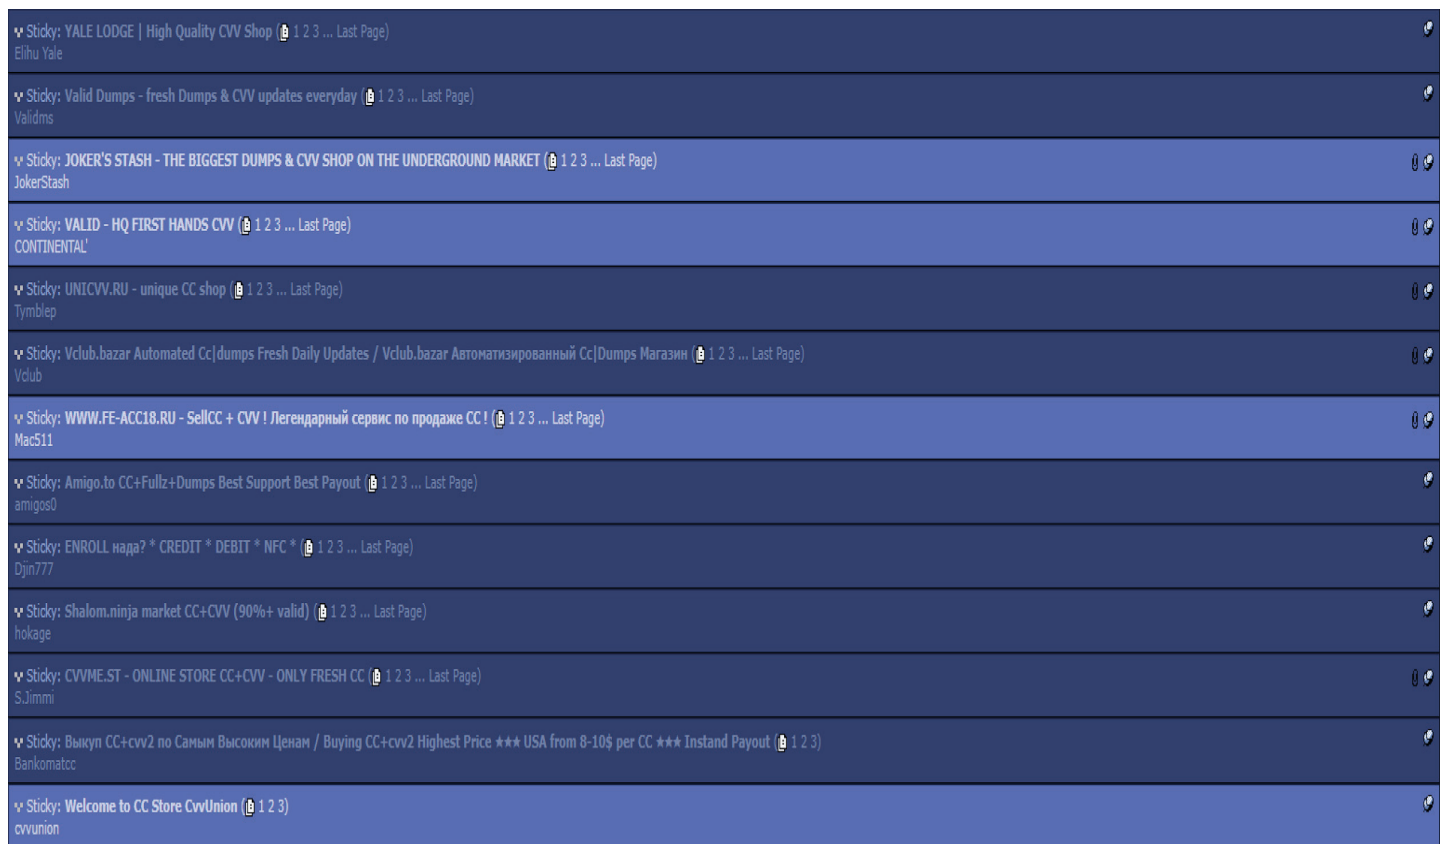 Sticky: YALE LODGE | High Quality CVV Shop ( 1 2 3 ... Last Page)
Elihu Yale
Sticky: Valid Dumps - fresh Dumps & CVV updates everyday ( 1 2 3 ... Last Page)
Validms
Sticky: JOKER'S STASH - THE BIGGEST DUMPS & CVV SHOP ON THE UNDERGROUND MARKET ( 1 2 3 ... Last Page)
JokerStash
Sticky: VALID - HQ FIRST HANDS CVV ( 1 2 3 ... Last Page)
CONTINENTAL'
Sticky: UNICVV.RU - unique CC shop ( 1 2 3 ... Last Page)
Tymblep
Sticky: Vclub.bazar Automated Cc|dumps Fresh Daily Updates / Vclub.bazar Автоматизированный Cc|Dumps Магазин ( 1 2 3 ... Last Page)
Vclub
Sticky: WWW.FE-ACC18.RU - SellCC + CVV ! Легендарный сервис по продаже CC ! ( 1 2 3 ... Last Page)
Mac511
Sticky: Amigo.to CC+Fullz+Dumps Best Support Best Payout ( 1 2 3 ... Last Page)
amigos0
Sticky: ENROLL нада? * CREDIT * DEBIT * NFC * ( 1 2 3 ... Last Page)
Djin777
Sticky: Shalom.ninja market CC+CVV (90%+ valid) ( 1 2 3 ... Last Page)
hokage
Sticky: CVVME.ST - ONLINE STORE CC+CVV - ONLY FRESH CC ( 1 2 3 ... Last Page)
S.Jimmi
Sticky: Выкуп CC+cvv2 по Самым Высоким Ценам / Buying CC+cvv2 Highest Price ★★★ USA from 8-10$ per CC ★★★ Instand Payout ( 1 2 3)
Bankomatcc
Sticky: Welcome to CC Store CvvUnion ( 1 2 3)
cvvunion